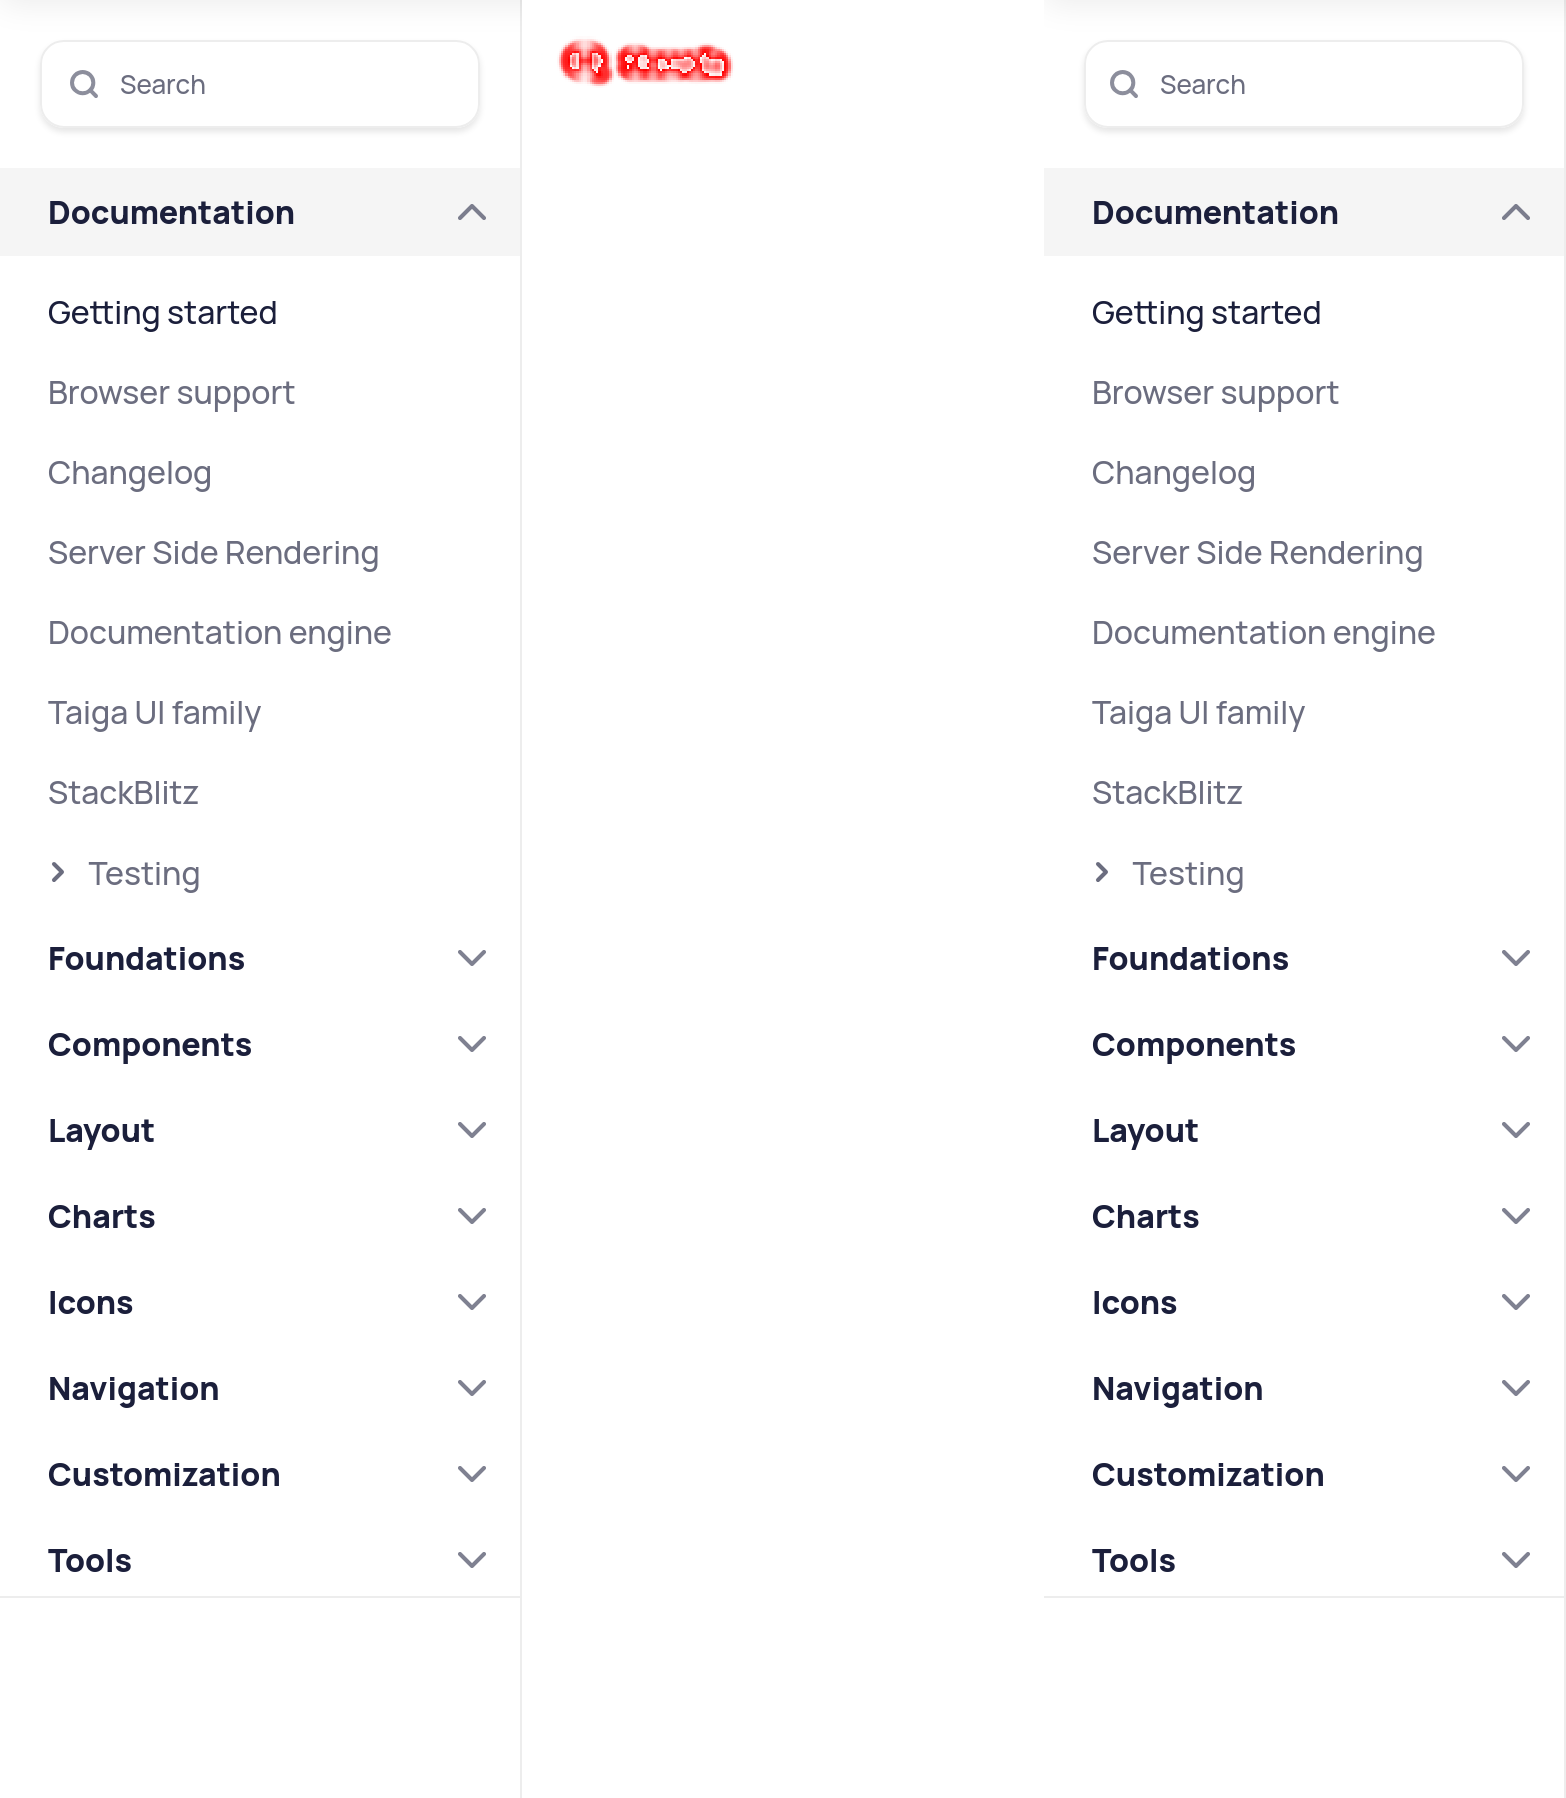 Search
Documentation
Getting started
Browser support
Changelog
Server Side Rendering
Documentation engine
Taiga UI family
StackBlitz
Testing
Foundations
Components
Layout
Charts
Icons
Navigation
Customization
Tools
Search
Documentation
Getting started
Browser support
Changelog
Server Side Rendering
Documentation engine
Taiga UI family
StackBlitz
Testing
Foundations
Components
Layout
Charts
Icons
Navigation
Customization
Tools